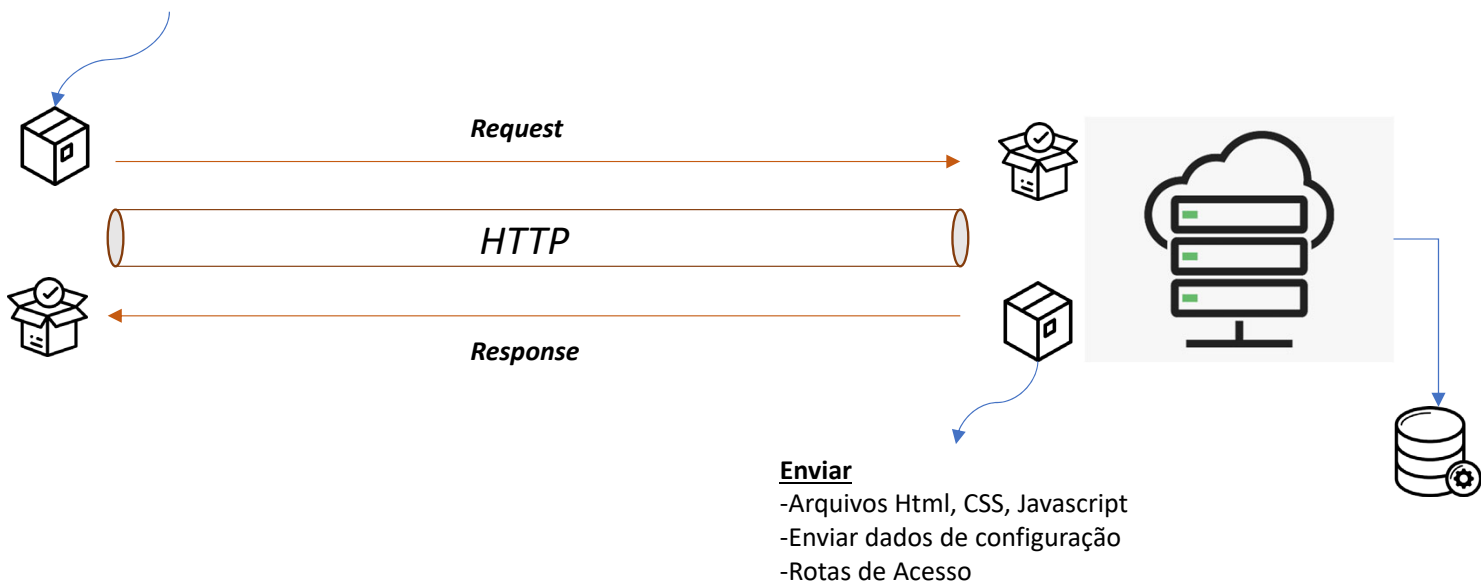 Request
HTTP
Response
Enviar
-Arquivos Html, CSS, Javascript
-Enviar dados de configuração
-Rotas de Acesso